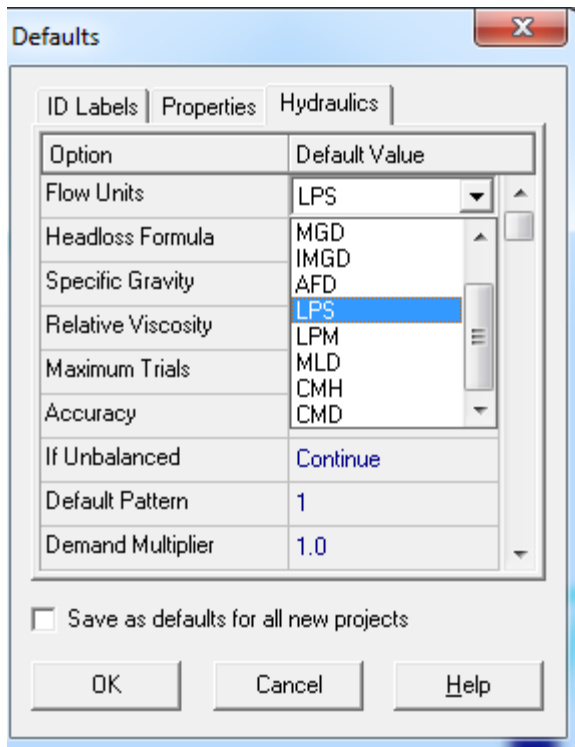 Defaults
ID Labels Properties Hydraulics
Option Default Value
Flow Units LPS
Headloss Formula MGD
IMGD
Specific Gravity AFD
LPS
Relative Viscosity LPM
Maximum Trials MLD
CMH
Accuracy CMD
If Unbalanced Continue
Default Pattern 1
Demand Multiplier 1.0
Save as defaults for all new projects
OK Cancel Help